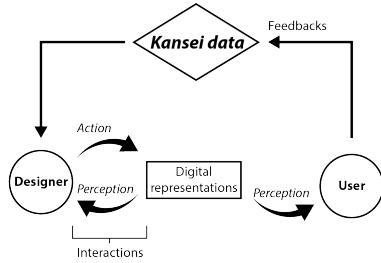 Feedbacks
Kansei data
Action
Designer
Perception
Digital
representations
Perception
User
Interactions